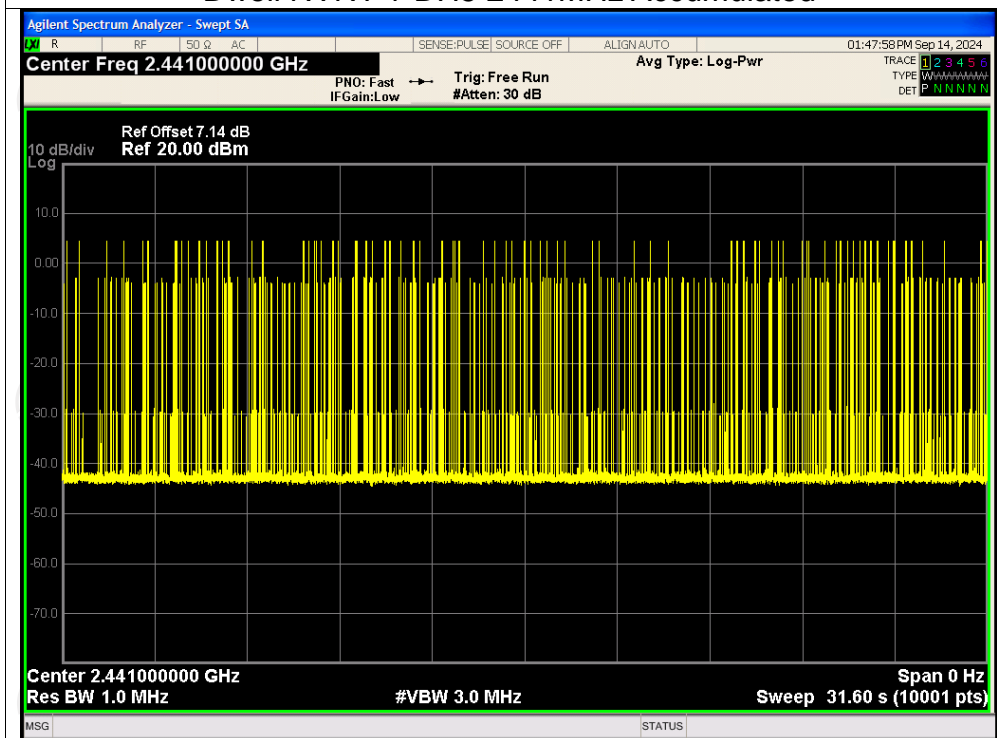 Agilent Spectrum Analyzer - Swept SA
LXI R RF 50 Ω AC SENSE:PULSE SOURCE OFF ALIGN AUTO 01:47:58 PM Sep 14, 2024
Center Freq 2.441000000 GHz Avg Type: Log-Pwr TRACE 1 2 3 4 5 6
PNO: Fast Trig: Free Run TYPE WWWWWW
IFGain:Low #Atten: 30 dB DET P N N N N N
Ref Offset 7.14 dB
10 dB/div Ref 20.00 dBm
Log
10.0
0.00
-10.0
-20.0
-30.0
-40.0
-50.0
-60.0
-70.0
Center 2.441000000 GHz Span 0 Hz
Res BW 1.0 MHz #VBW 3.0 MHz Sweep 31.60 s (10001 pts)
MSG STATUS